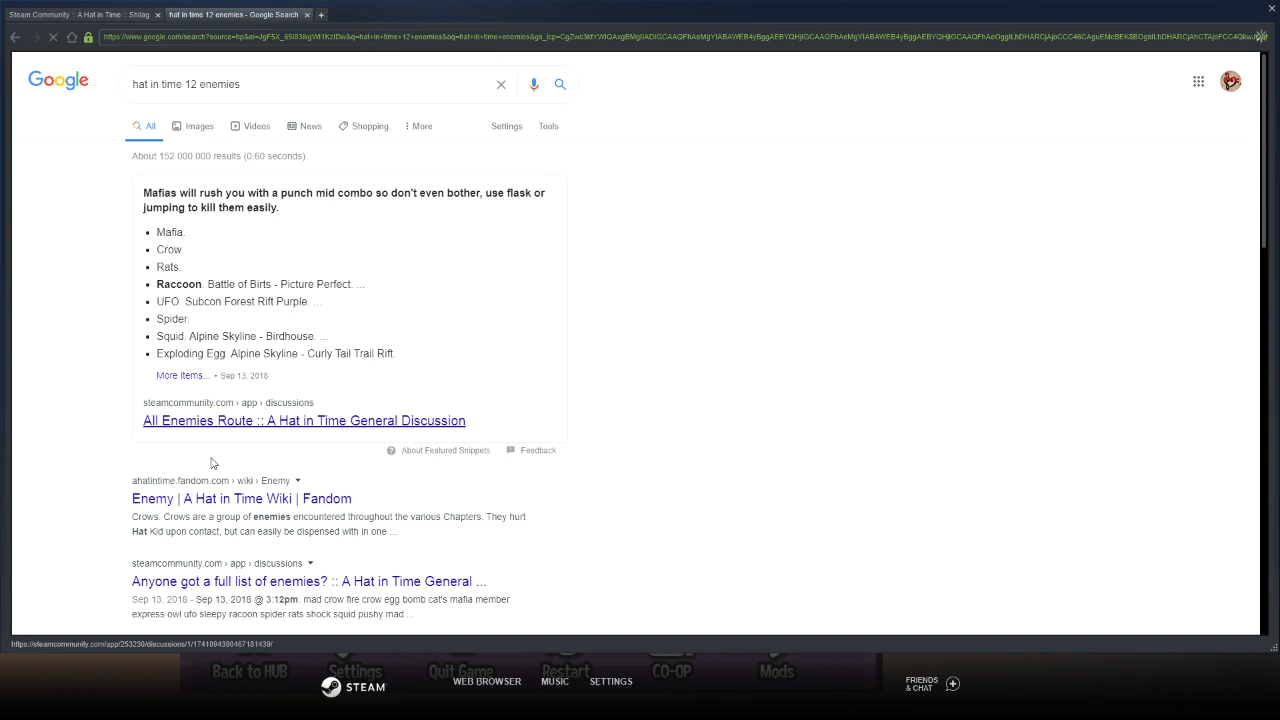 Steam Community :: A Hat in Time :: Shilag
hat in time 12 enemies - Google Search
Google
hat in time 12 enemies
All Images Videos News Shopping More Settings Tools
About 152 000 000 results (0,60 seconds)
Mafias will rush you with a punch mid combo so don't even bother, use flask or
jumping to kill them easily.
Mafia.
Crow.
Rats.
Raccoon. Battle of Birts - Picture Perfect. ...
UFO. Subcon Forest Rift Purple. ...
Spider.
Squid. Alpine Skyline - Birdhouse. ...
Exploding Egg. Alpine Skyline - Curly Tail Trail Rift.
More items... • Sep 13, 2018
steamcommunity.com › app › discussions
All Enemies Route :: A Hat in Time General Discussion
About Featured Snippets Feedback
ahatintime.fandom.com › wiki › Enemy
Enemy | A Hat in Time Wiki | Fandom
Crows. Crows are a group of enemies encountered throughout the various Chapters. They hurt
Hat Kid upon contact, but can easily be dispensed with in one ...
steamcommunity.com › app › discussions
Anyone got a full list of enemies? :: A Hat in Time General ...
Sep 13, 2018 - Sep 13, 2018 @ 3:12pm. mad crow fire crow egg bomb cat's mafia member
express owl ufo sleepy racoon spider rats shock squid pushy mad ...
https://steamcommunity.com/app/253230/discussions/1/1741094390467181439/
Back to HUB Settings Quit Game Restart CO-OP Mods
STEAM
WEB BROWSER MUSIC SETTINGS
FRIENDS
& CHAT